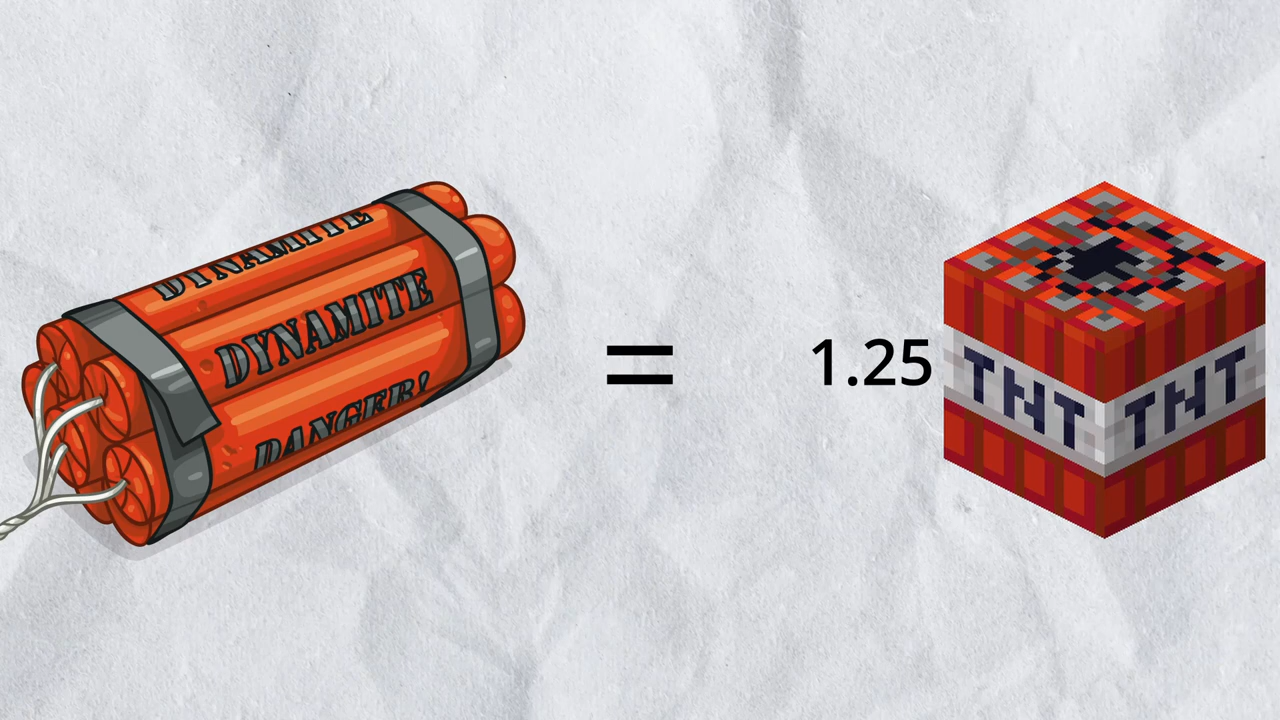 DYNAMITE
DYNAMITE
DANGER!
= 1.25
TNT TNT